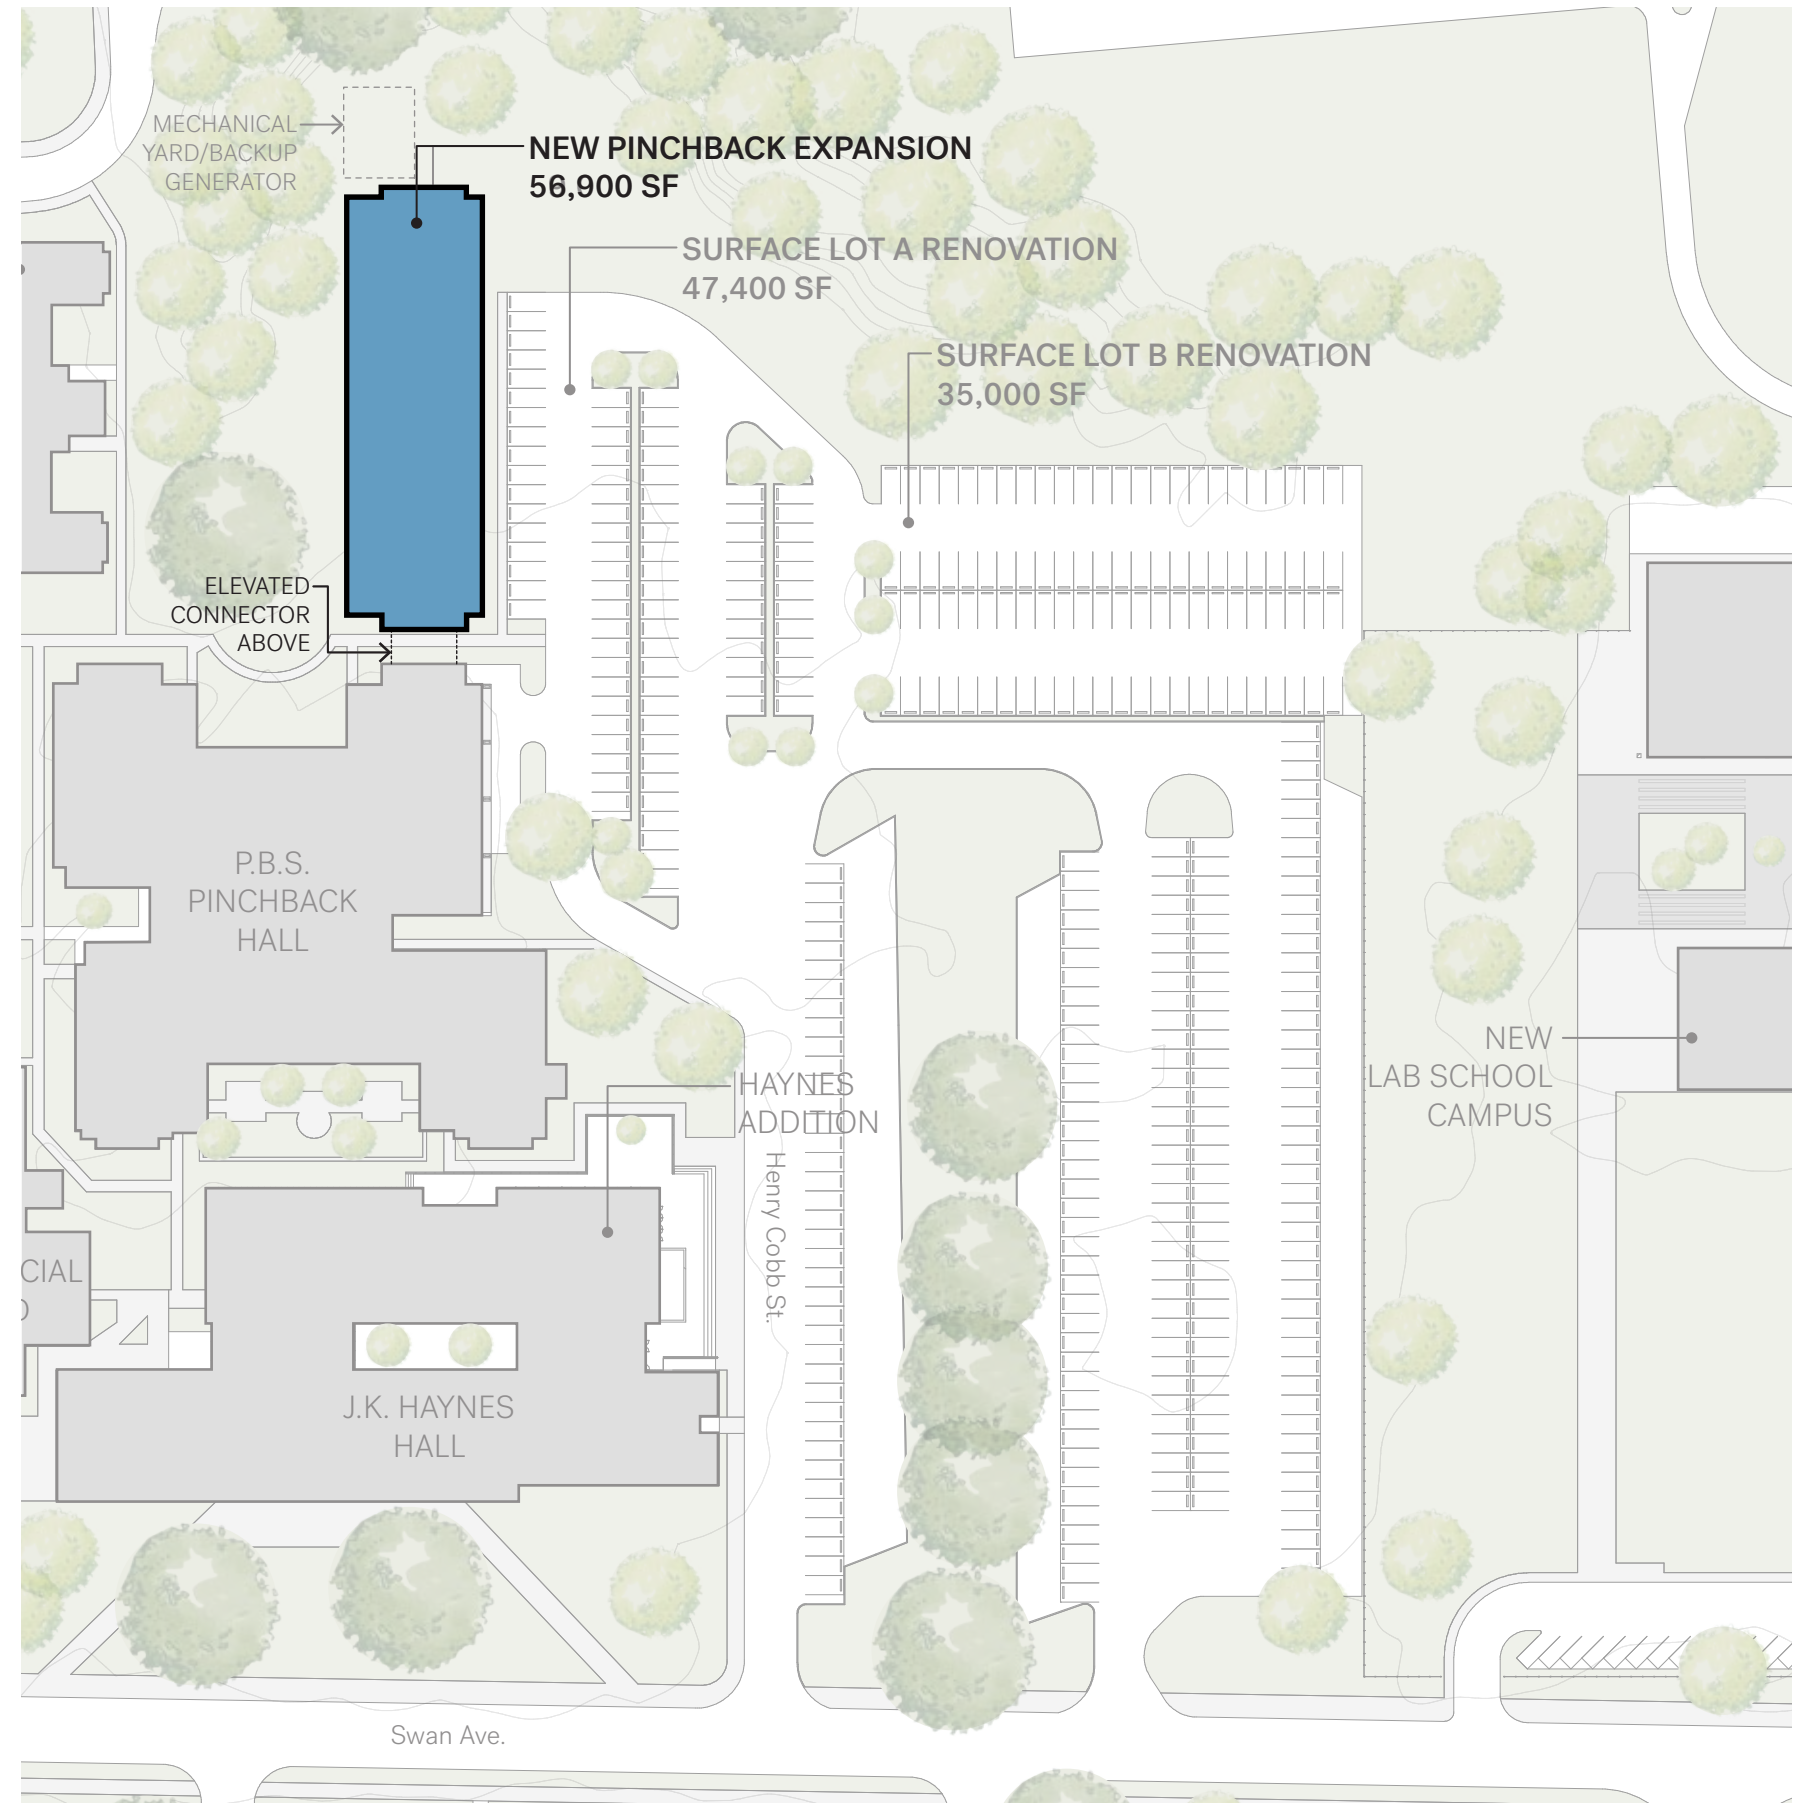 MECHANICAL
YARD/BACKUP
GENERATOR
NEW PINCHBACK EXPANSION
56,900 SF
SURFACE LOT A RENOVATION
47,400 SF
SURFACE LOT B RENOVATION
35,000 SF
ELEVATED
CONNECTOR
ABOVE
P.B.S.
PINCHBACK
HALL
NEW
LAB SCHOOL
CAMPUS
HAYNES
ADDITION
Henry Cobb St.
CIAL
J.K. HAYNES
HALL
Swan Ave.